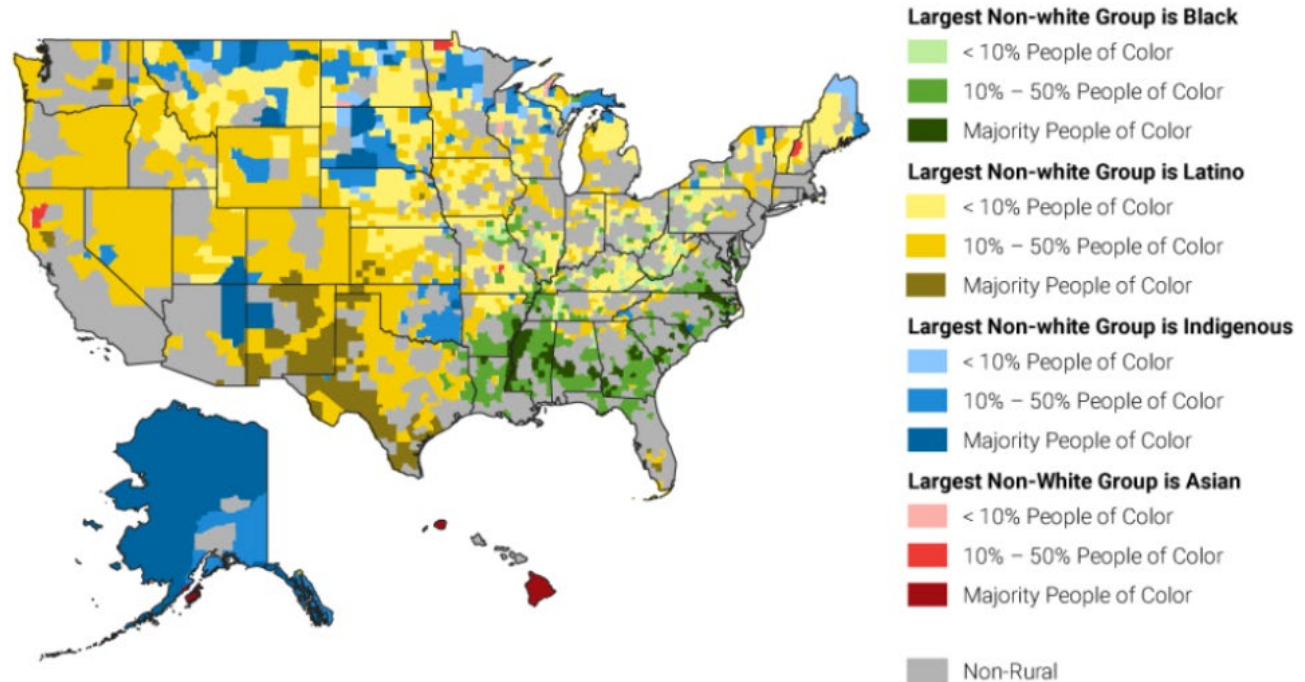 Largest Non-white Group is Black
< 10% People of Color
10% – 50% People of Color
Majority People of Color
Largest Non-white Group is Latino
< 10% People of Color
10% – 50% People of Color
Majority People of Color
Largest Non-white Group is Indigenous
< 10% People of Color
10% – 50% People of Color
Majority People of Color
Largest Non-White Group is Asian
< 10% People of Color
10% – 50% People of Color
Majority People of Color
Non-Rural